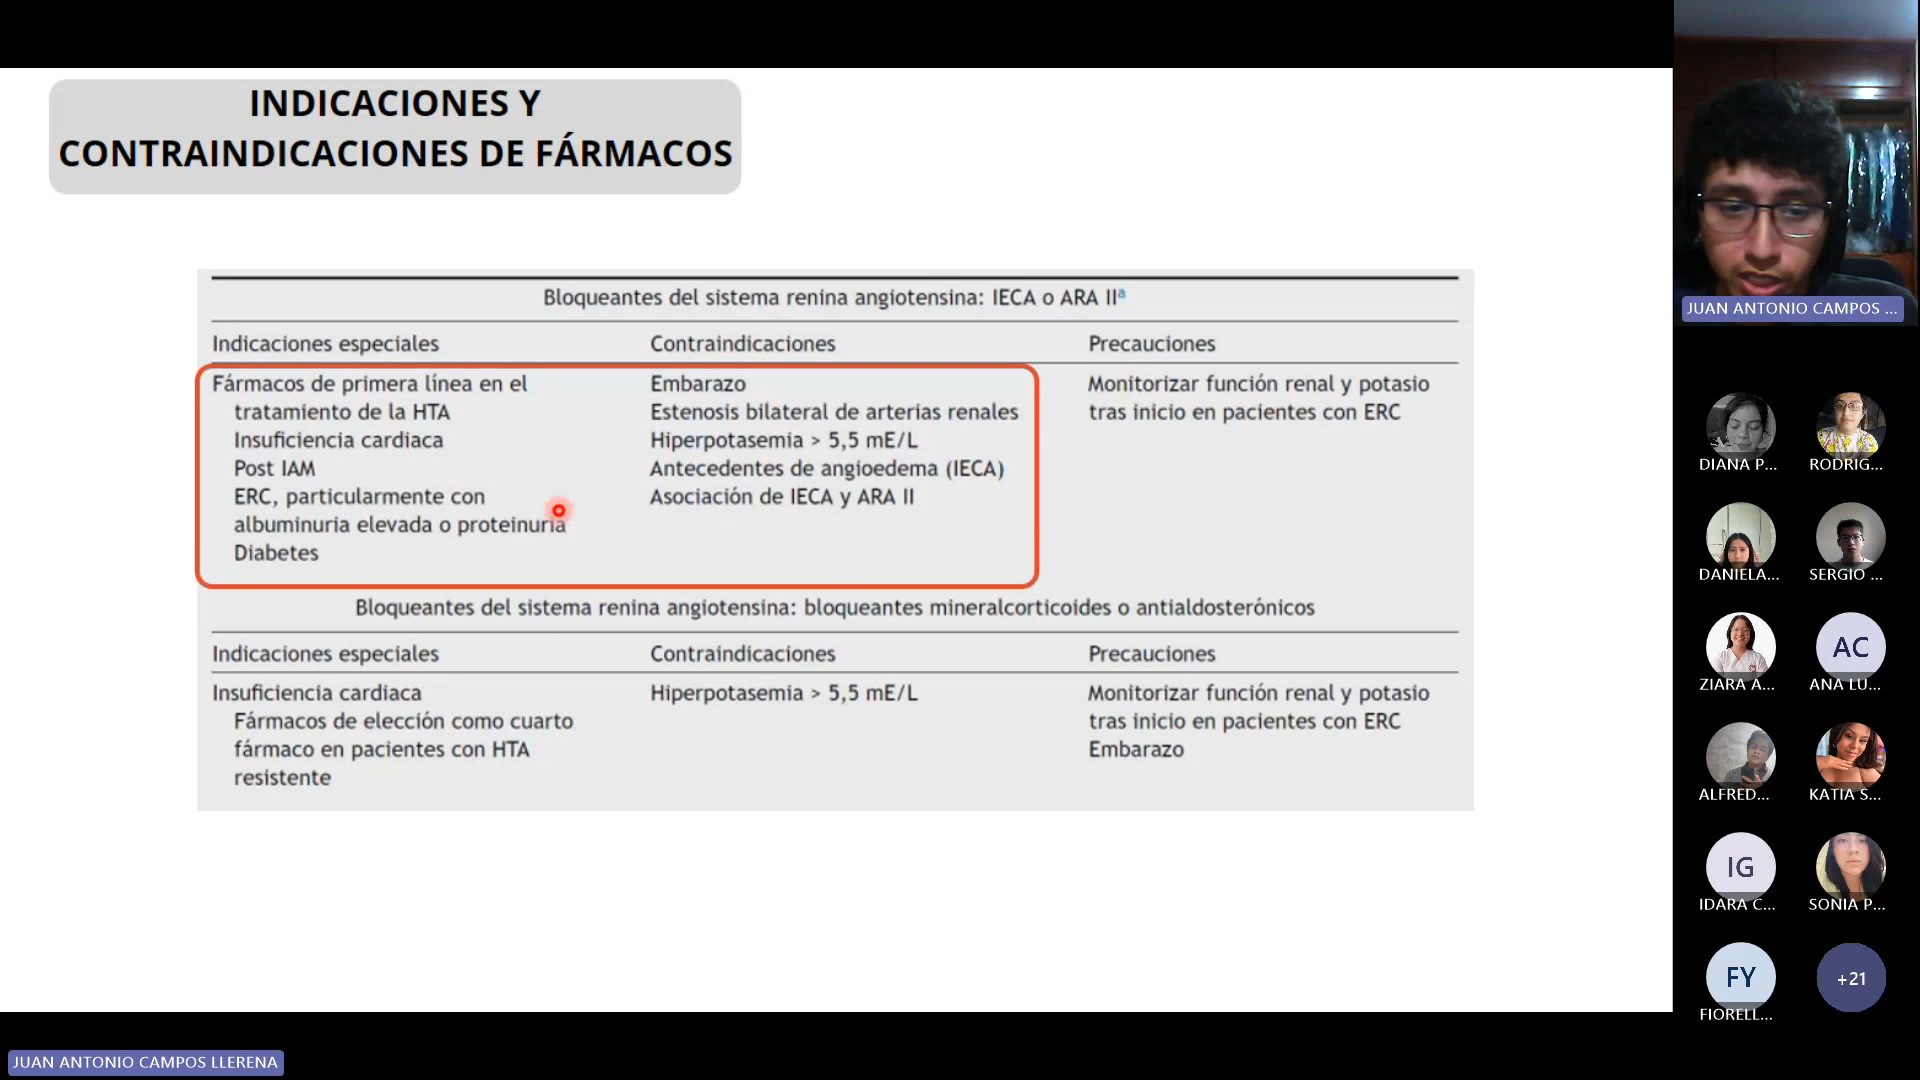 INDICACIONES Y
CONTRAINDICACIONES DE FÁRMACOS
Bloqueantes del sistema renina angiotensina: IECA o ARA IIª
Indicaciones especiales
Contraindicaciones
Precauciones
Fármacos de primera línea en el
tratamiento de la HTA
Insuficiencia cardiaca
Post IAM
ERC, particularmente con
albuminuria elevada o proteinuria
Diabetes
Embarazo
Estenosis bilateral de arterias renales
Hiperpotasemia > 5,5 mE/L
Antecedentes de angioedema (IECA)
Asociación de IECA y ARA II
Monitorizar función renal y potasio
tras inicio en pacientes con ERC
Bloqueantes del sistema renina angiotensina: bloqueantes mineralcorticoides o antialdosterónicos
Indicaciones especiales
Contraindicaciones
Precauciones
Insuficiencia cardiaca
Fármacos de elección como cuarto
fármaco en pacientes con HTA
resistente
Hiperpotasemia > 5,5 mE/L
Monitorizar función renal y potasio
tras inicio en pacientes con ERC
Embarazo
JUAN ANTONIO CAMPOS ...
DIANA P...
RODRIG...
DANIELA...
SERGIO ...
ZIARA A...
AC
ANA LU...
ALFRED...
KATIA S...
IG
IDARA C...
SONIA P...
FY
FIORELL...
+21
JUAN ANTONIO CAMPOS LLERENA